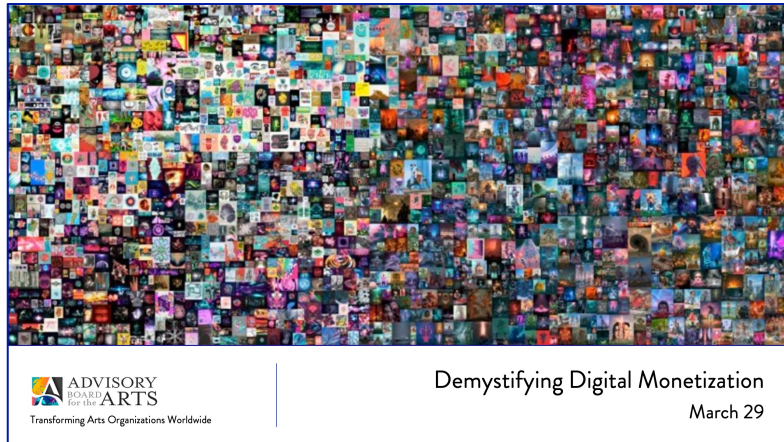 ADVISORY
BOARD
for the ARTS
Transforming Arts Organizations Worldwide
Demystifying Digital Monetization
March 29